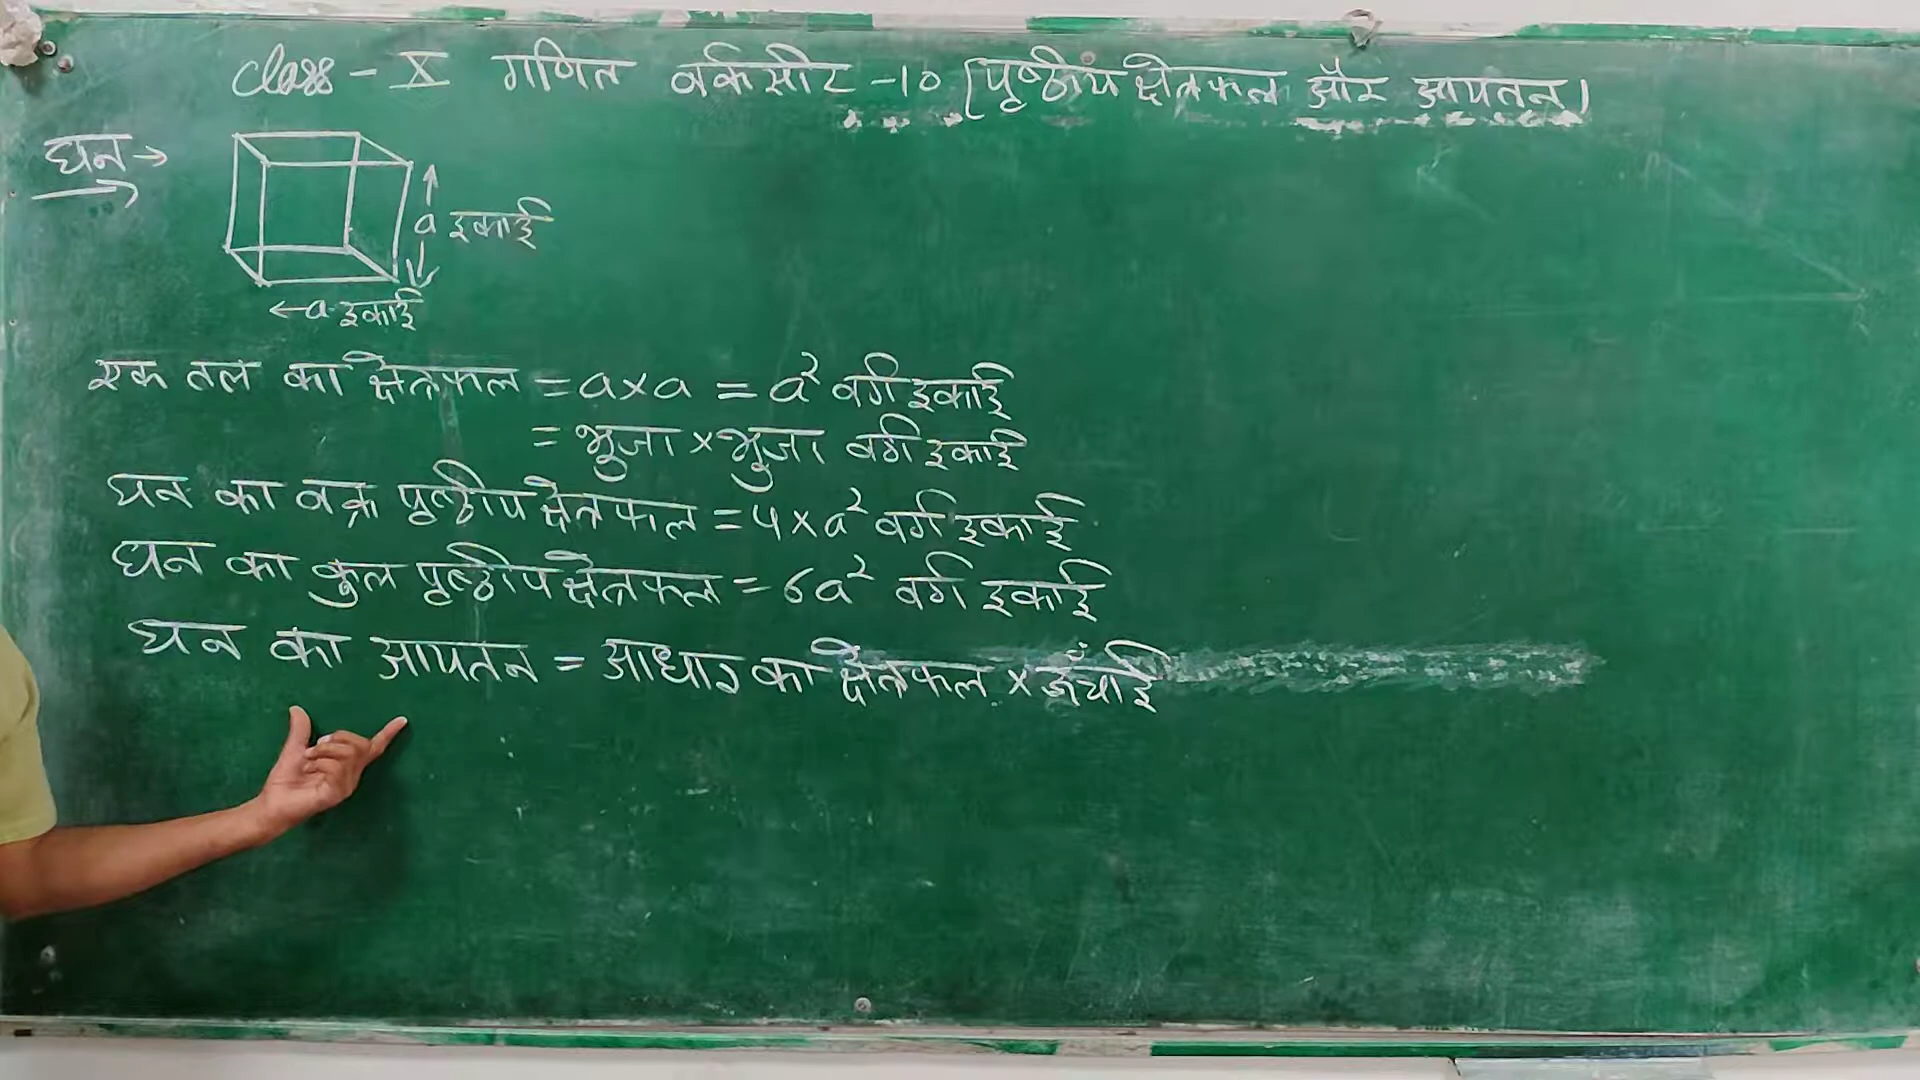 Class - X गणित वर्कसीट -10 [पृष्ठीय क्षेत्रफल और आयतन]
घन →
a इकाई
←a इकाई
एक तल का क्षेत्रफल = a×a = a² वर्ग इकाई
= भुजा × भुजा वर्ग इकाई
घन का वक्र पृष्ठीय क्षेत्रफल = 4×a² वर्ग इकाई
घन का कुल पृष्ठीय क्षेत्रफल = 6a² वर्ग इकाई
घन का आयतन = आधार का क्षेत्रफल × ऊँचाई